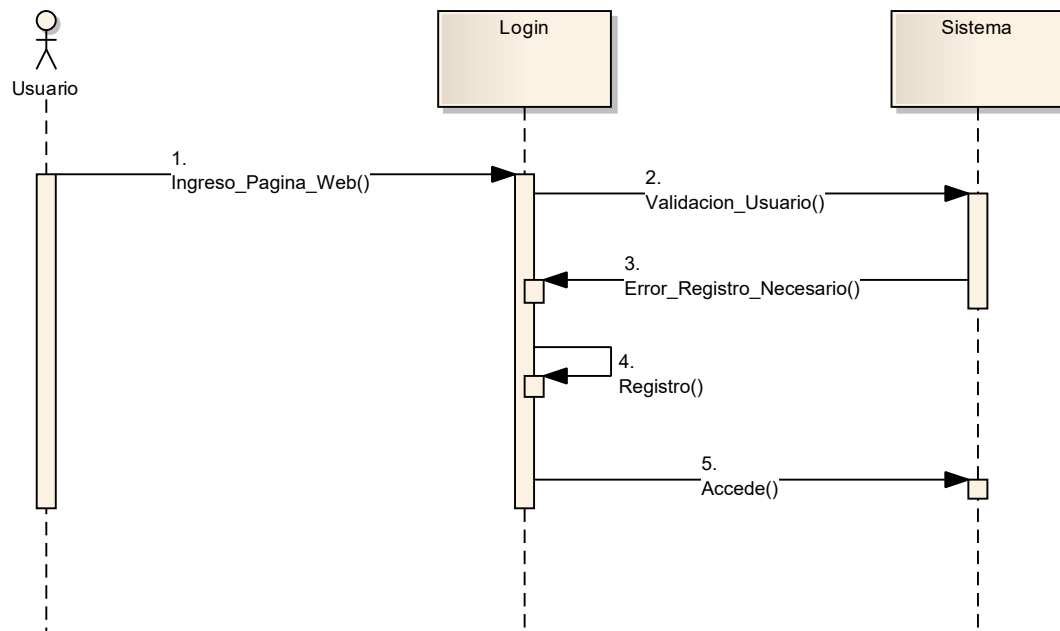 Usuario
Login
Sistema
1.
Ingreso_Pagina_Web()
2.
Validacion_Usuario()
3.
Error_Registro_Necesario()
4.
Registro()
5.
Accede()